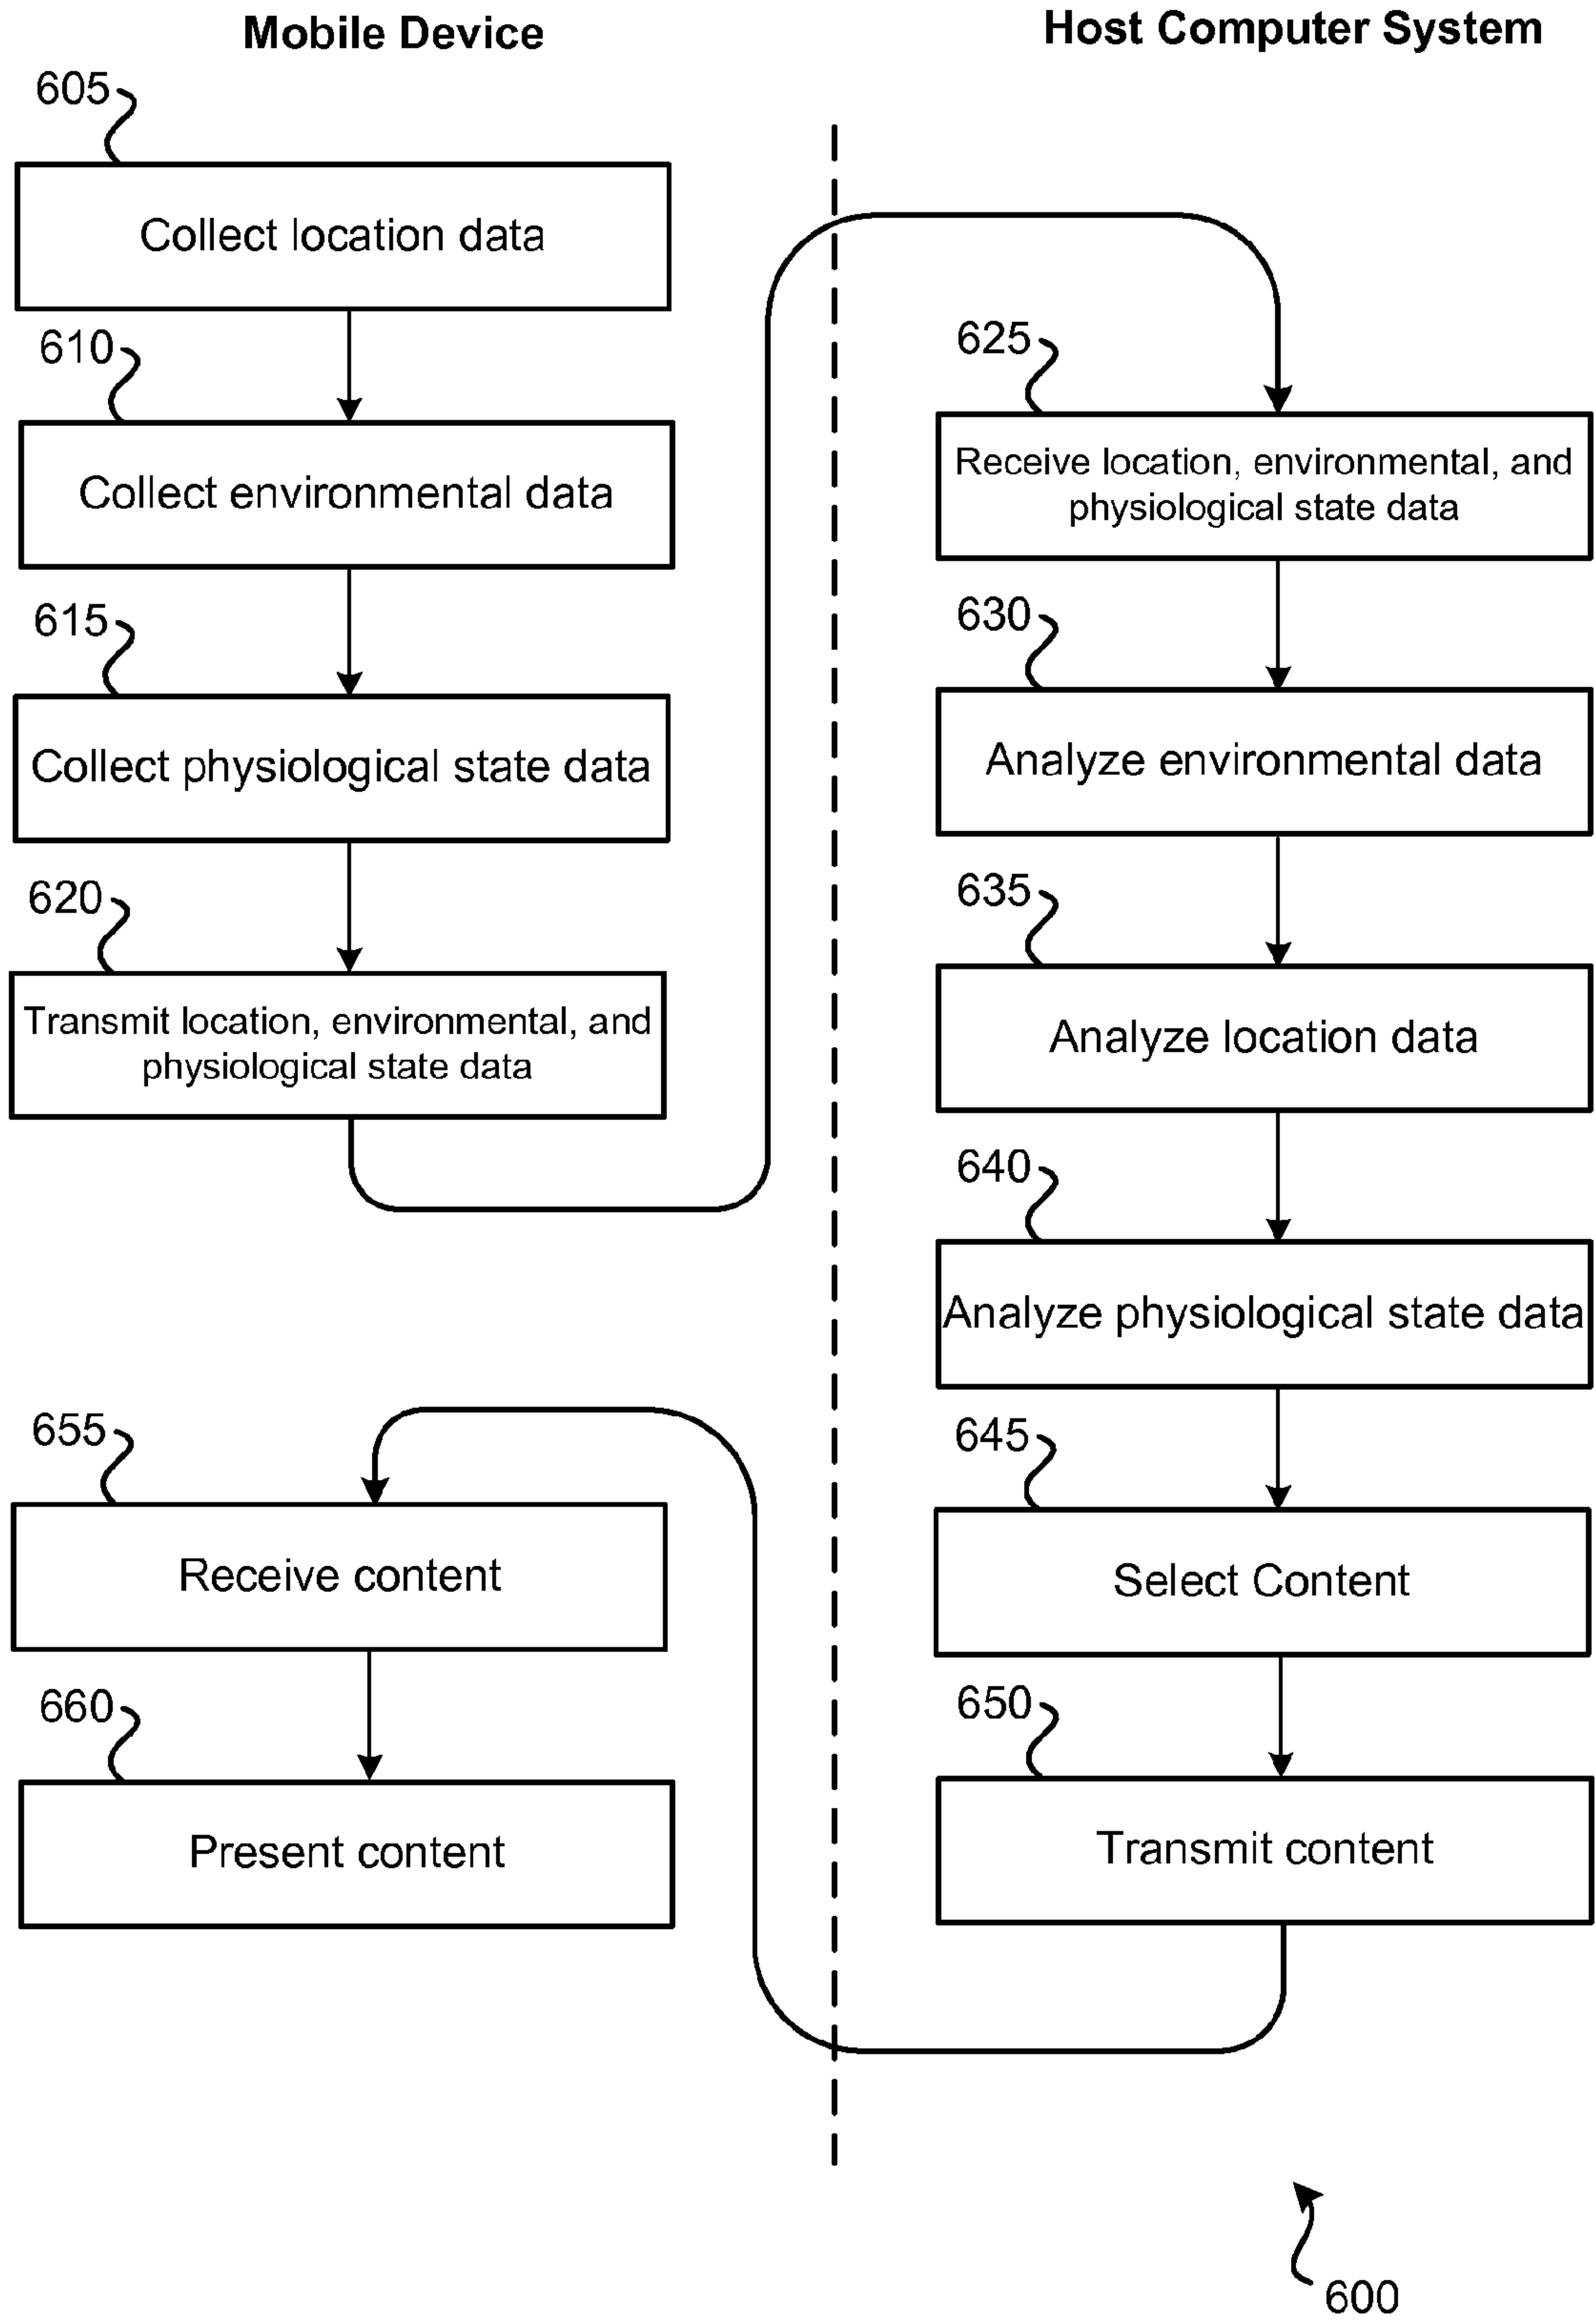 Mobile Device
605
Collect location data
610
Collect environmental data
615
Collect physiological state data
620
Transmit location, environmental, and
physiological state data
655
Receive content
660
Present content
Host Computer System
625
Receive location, environmental, and
physiological state data
630
Analyze environmental data
635
Analyze location data
640
Analyze physiological state data
645
Select Content
650
Transmit content
600